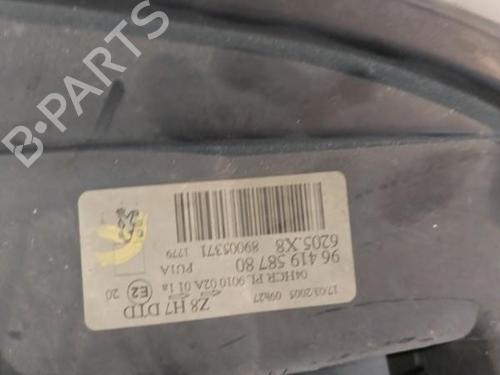 B-PARTS
17/03/2005 09h27
04HCR PL 9010 02A 01 1a
Z8 H7 DTD
E2 20
96 419 587 80
6205.X8
PU1A
89005371 1779